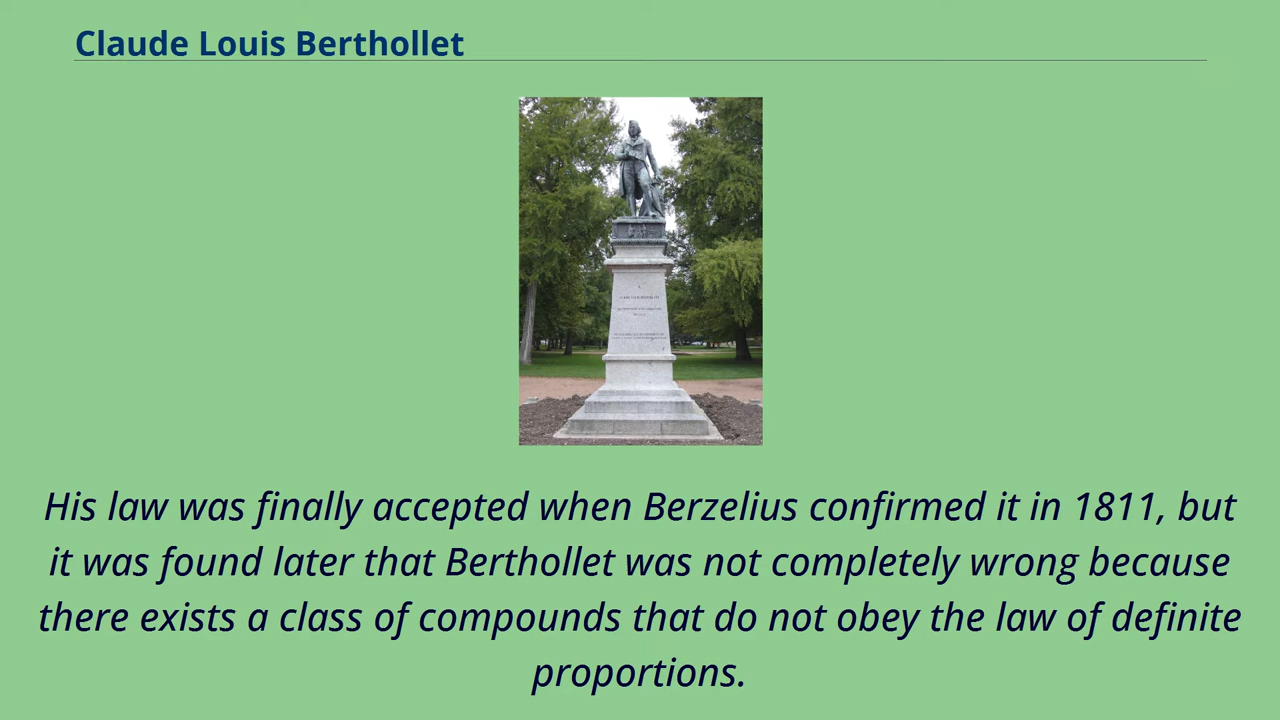 Claude Louis Berthollet
His law was finally accepted when Berzelius confirmed it in 1811, but
it was found later that Berthollet was not completely wrong because
there exists a class of compounds that do not obey the law of definite
proportions.